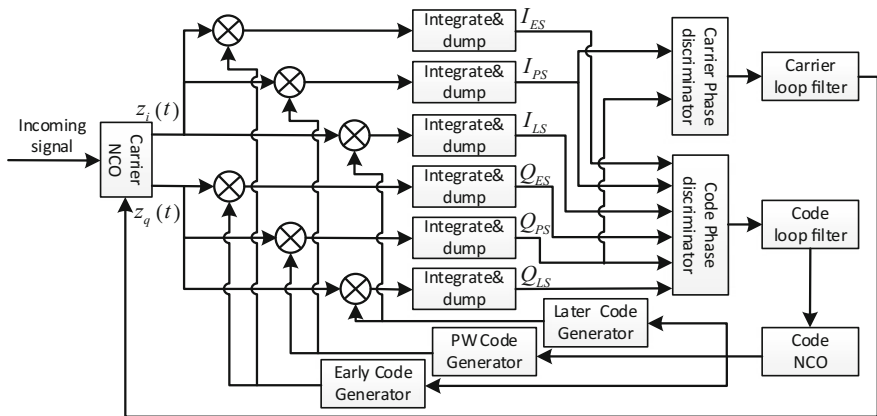 Incoming
signal
Carrier
NCO
z_i(t)
z_q(t)
Integrate&
dump
I_ES
Integrate&
dump
I_PS
Integrate&
dump
I_LS
Integrate&
dump
Q_ES
Integrate&
dump
Q_PS
Integrate&
dump
Q_LS
Carrier Phase
discriminator
Carrier
loop filter
Code Phase
discriminator
Code
loop filter
Later Code
Generator
PW Code
Generator
Early Code
Generator
Code
NCO